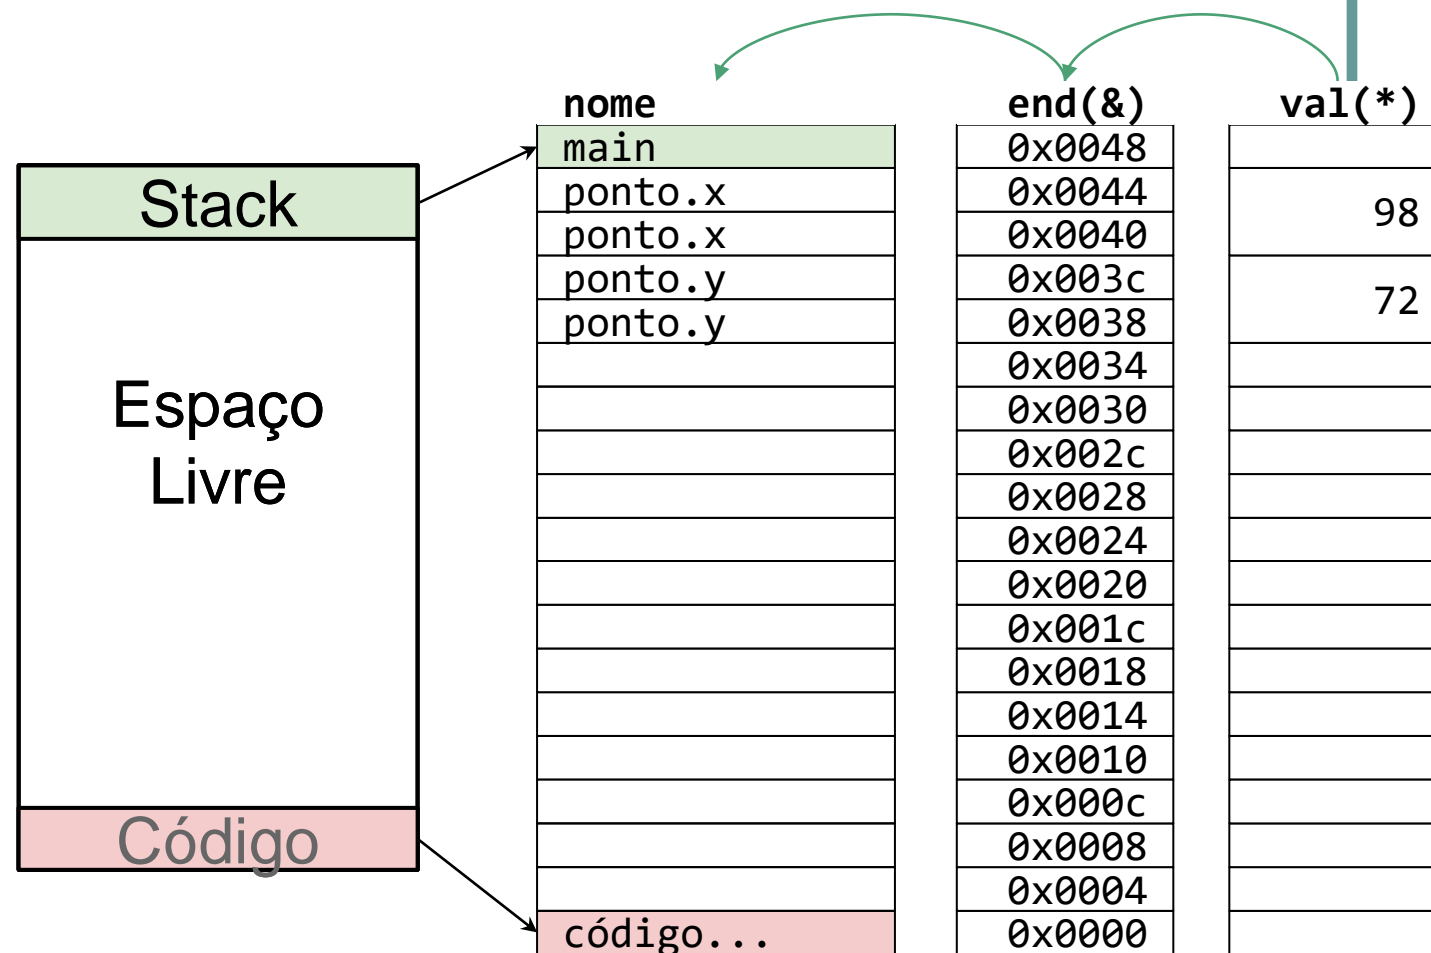 nome end(&) val(*)
main 0x0048
Stack
ponto.x 0x0044
98
ponto.x 0x0040
ponto.y 0x003c
72
ponto.y 0x0038
0x0034
Espaço
Livre
0x0030
0x002c
0x0028
0x0024
0x0020
0x001c
0x0018
0x0014
0x0010
0x000c
Código
0x0008
0x0004
código... 0x0000